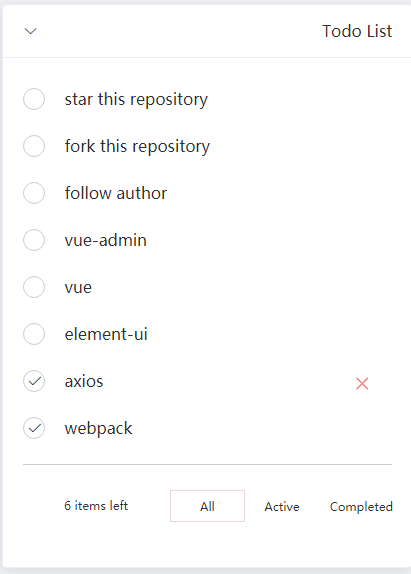 Todo List
star this repository
fork this repository
follow author
vue-admin
vue
element-ui
axios
webpack
6 items left All Active Completed